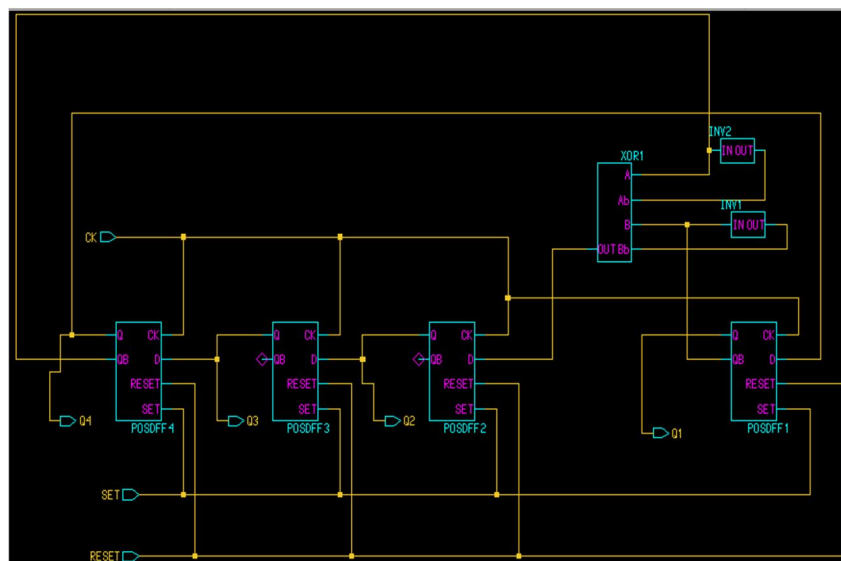 INV2
XOR1
IN OUT
A
Ab
INV1
B
IN OUT
OUT Bb
CK
Q CK
QB D
RESET
SET
POSDFF4
Q CK
QB D
RESET
SET
POSDFF3
Q CK
QB D
RESET
SET
POSDFF2
Q CK
QB D
RESET
SET
POSDFF1
Q4
Q3
Q2
Q1
SET
RESET